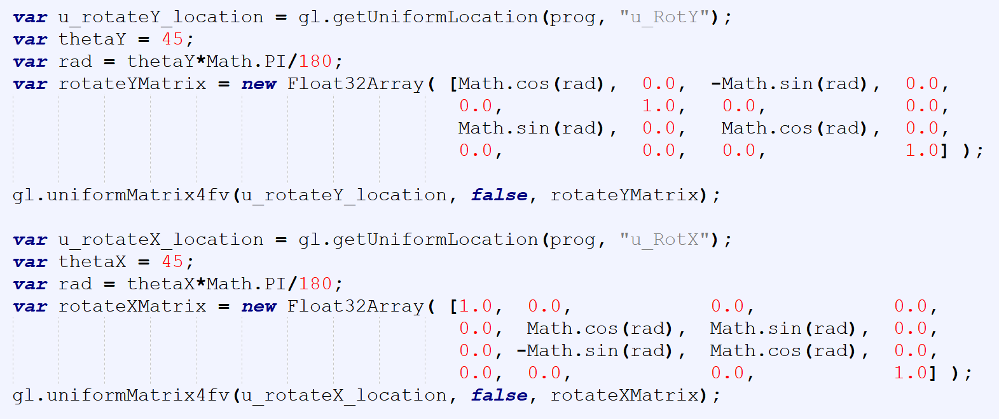 var u_rotateY_location = gl.getUniformLocation(prog, "u_RotY");
var thetaY = 45;
var rad = thetaY*Math.PI/180;
var rotateYMatrix = new Float32Array( [Math.cos(rad), 0.0, -Math.sin(rad), 0.0,
0.0, 1.0, 0.0, 0.0,
Math.sin(rad), 0.0, Math.cos(rad), 0.0,
0.0, 0.0, 0.0, 1.0] );
gl.uniformMatrix4fv(u_rotateY_location, false, rotateYMatrix);
var u_rotateX_location = gl.getUniformLocation(prog, "u_RotX");
var thetaX = 45;
var rad = thetaX*Math.PI/180;
var rotateXMatrix = new Float32Array( [1.0, 0.0, 0.0, 0.0,
0.0, Math.cos(rad), Math.sin(rad), 0.0,
0.0, -Math.sin(rad), Math.cos(rad), 0.0,
0.0, 0.0, 0.0, 1.0] );
gl.uniformMatrix4fv(u_rotateX_location, false, rotateXMatrix);